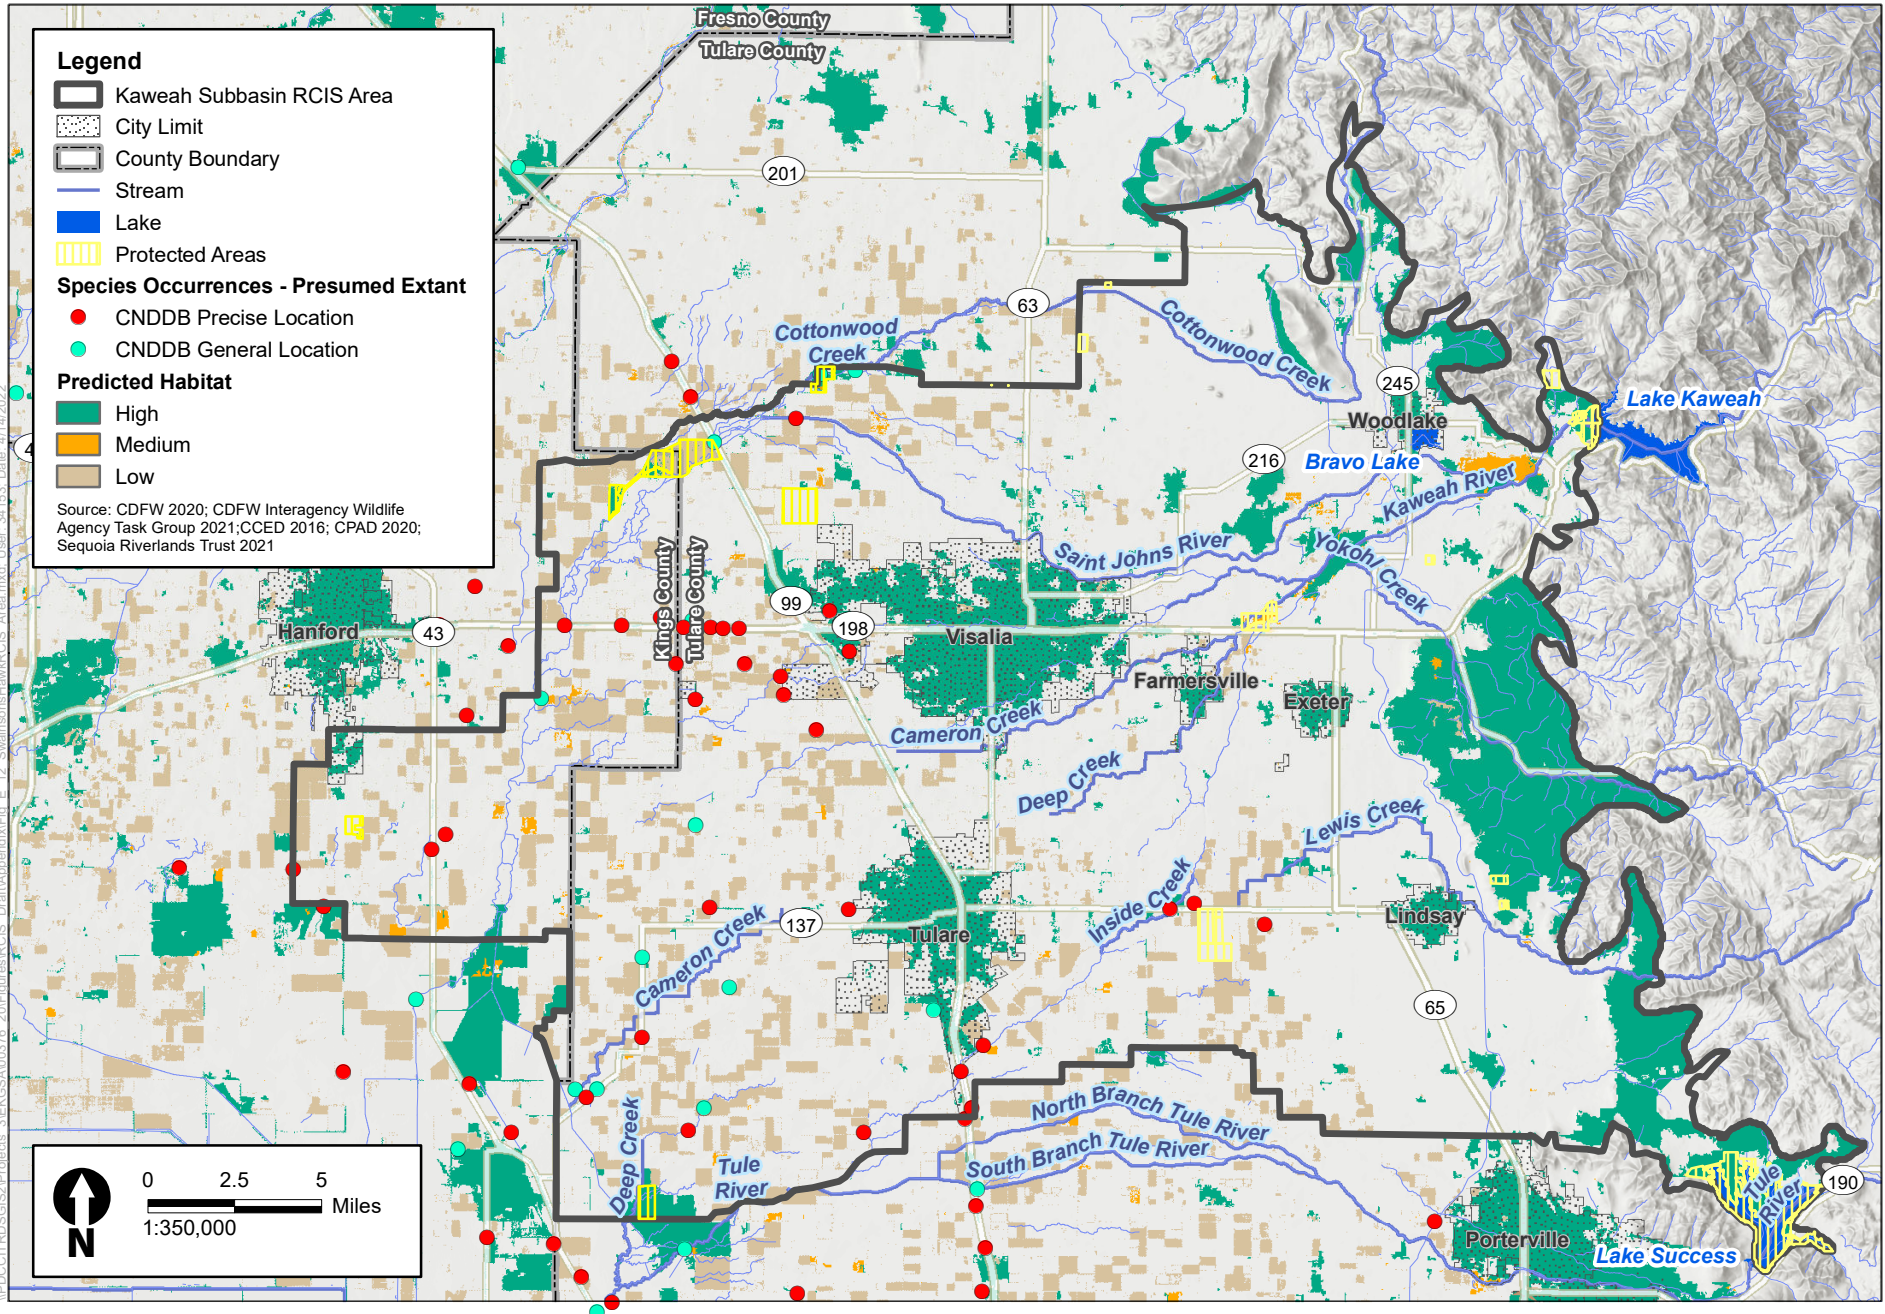 Legend
Kaweah Subbasin RCIS Area
City Limit
County Boundary
Stream
Lake
Protected Areas
Species Occurrences - Presumed Extant
CNDDB Precise Location
CNDDB General Location
Predicted Habitat
High
Medium
Low
Source: CDFW 2020; CDFW Interagency Wildlife
Agency Task Group 2021;CCED 2016; CPAD 2020;
Sequoia Riverlands Trust 2021
Fresno County
Tulare County
201
63
Cottonwood
Creek
Cottonwood Creek
245
Woodlake
Lake Kaweah
216
Bravo Lake
Kaweah River
Saint Johns River
Yokohl Creek
Kings County
Tulare County
99
198
Visalia
Hanford
43
Farmersville
Exeter
Cameron Creek
Deep Creek
Lewis Creek
Inside Creek
Lindsay
137
Tulare
Cameron Creek
65
North Branch Tule River
South Branch Tule River
Deep Creek
Tule
River
Tule
River
190
Porterville
Lake Success
0 2.5 5
Miles
1:350,000
N